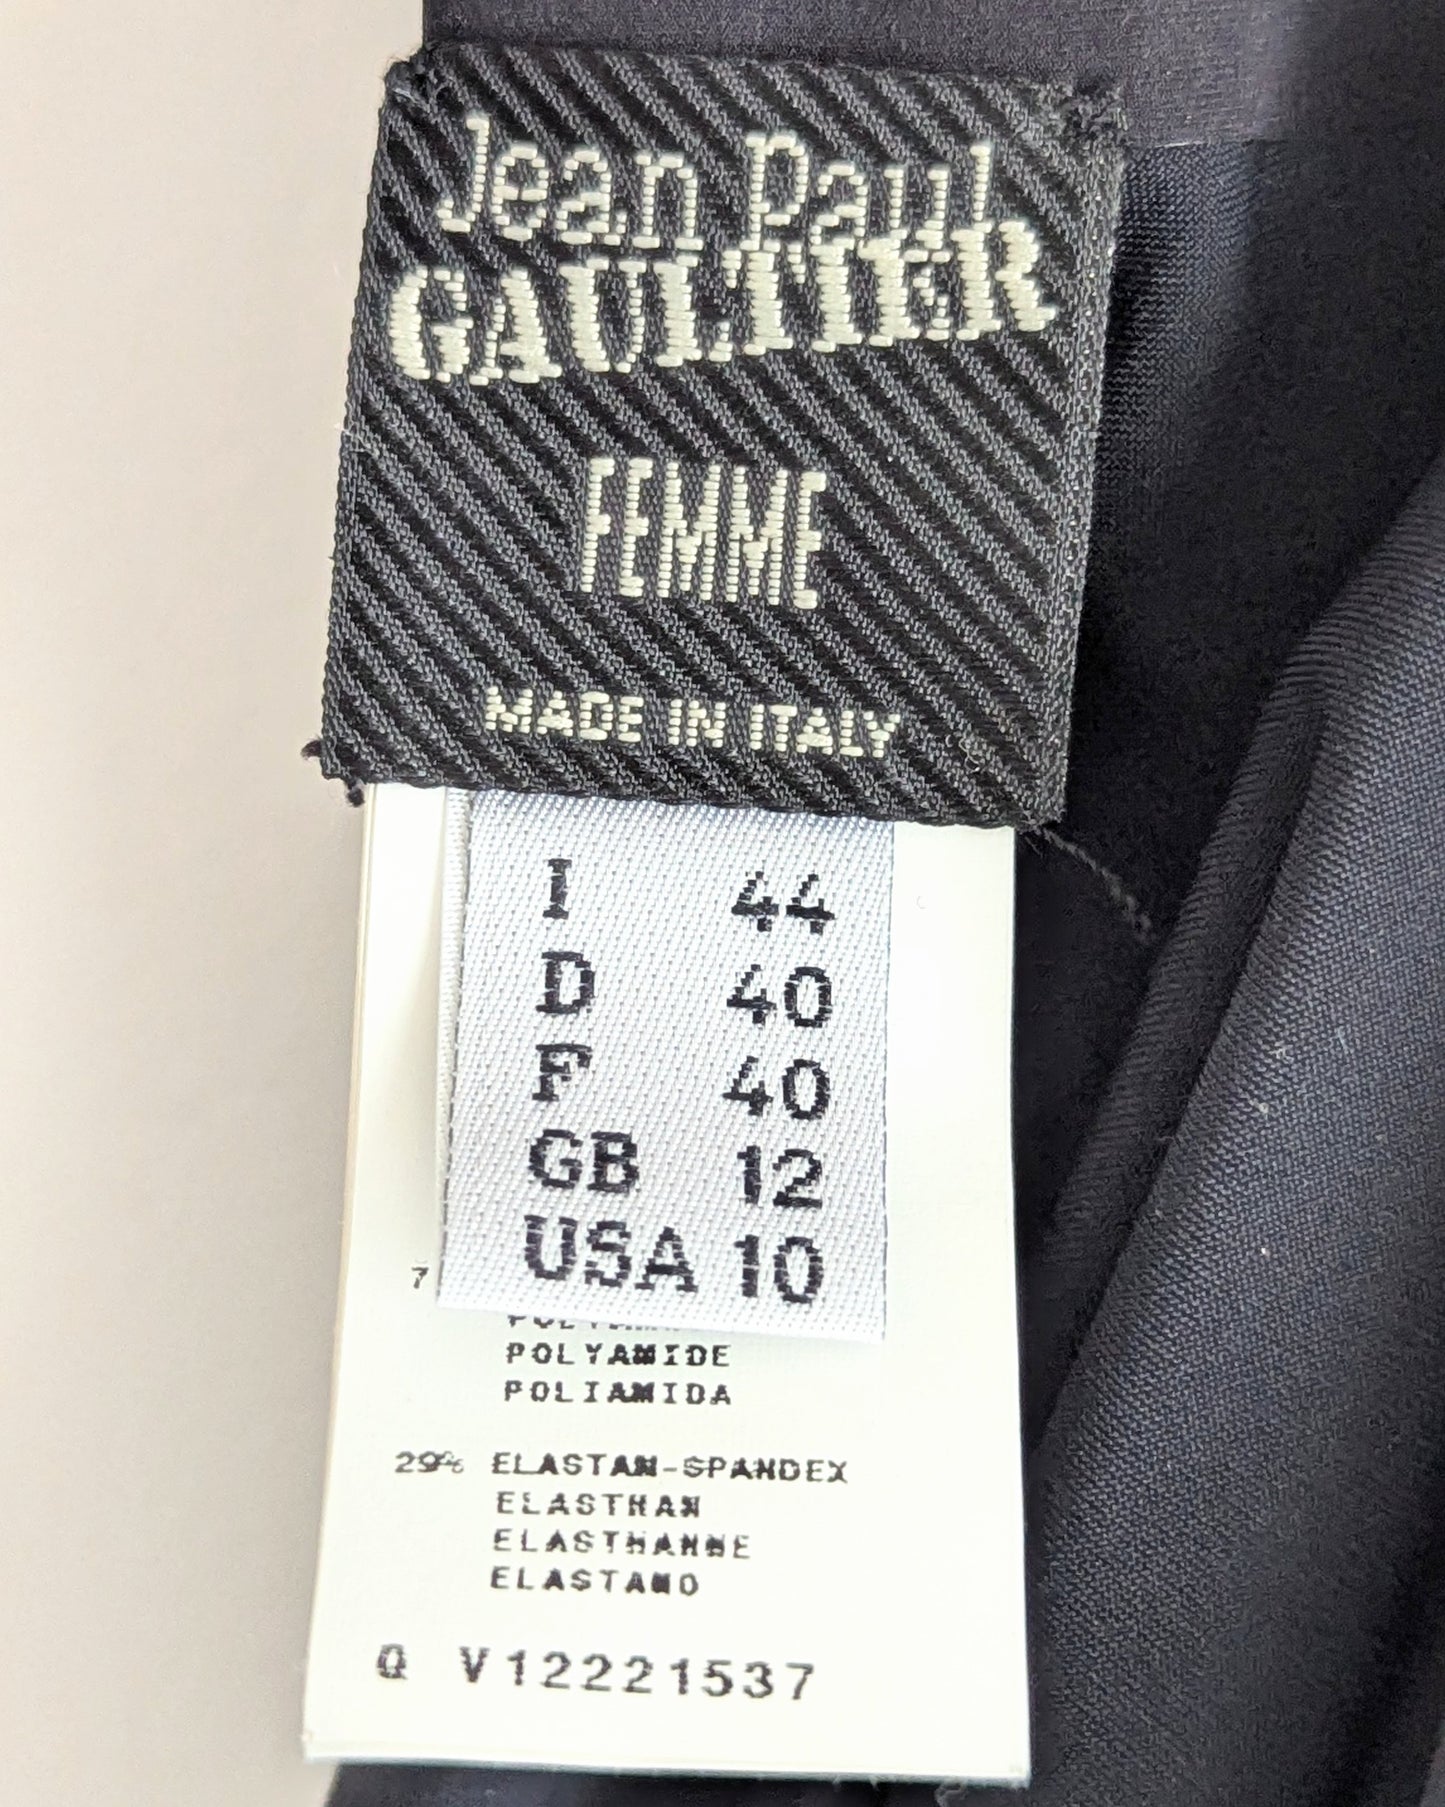 Jean Paul
GAULTIER
FEMME
MADE IN ITALY
I 44
D 40
F 40
GB 12
USA 10
7
POLYAMIDE
POLIAMIDA
29% ELASTAN-SPANDEX
ELASTHAN
ELASTHANNE
ELASTANO
Q V12221537